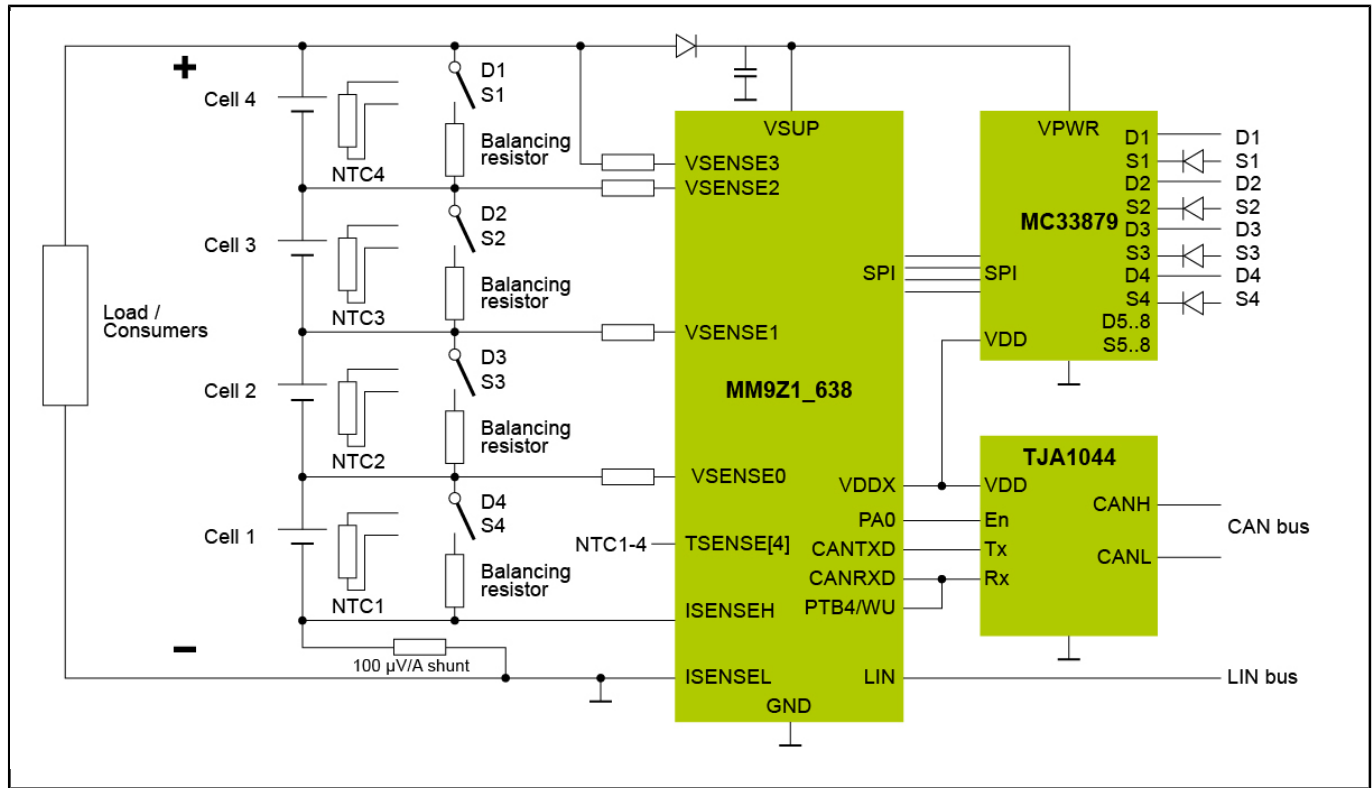 +
Cell 4
NTC4
D1
S1
Balancing
resistor
Cell 3
NTC3
D2
S2
Balancing
resistor
Load /
Consumers
Cell 2
NTC2
D3
S3
Balancing
resistor
Cell 1
NTC1
D4
S4
Balancing
resistor
−
100 µV/A shunt
VSUP
VSENSE3
VSENSE2
SPI
VSENSE1
MM9Z1_638
VSENSE0
VDDX
PA0
NTC1-4
TSENSE[4]
CANTXD
CANRXD
PTB4/WU
ISENSEH
ISENSEL
LIN
GND
VPWR
D1
S1
D2
S2
MC33879
D3
S3
SPI
D4
S4
D5..8
VDD
S5..8
D1
S1
D2
S2
D3
S3
D4
S4
TJA1044
VDD
CANH
En
Tx
CANL
Rx
CAN bus
LIN bus